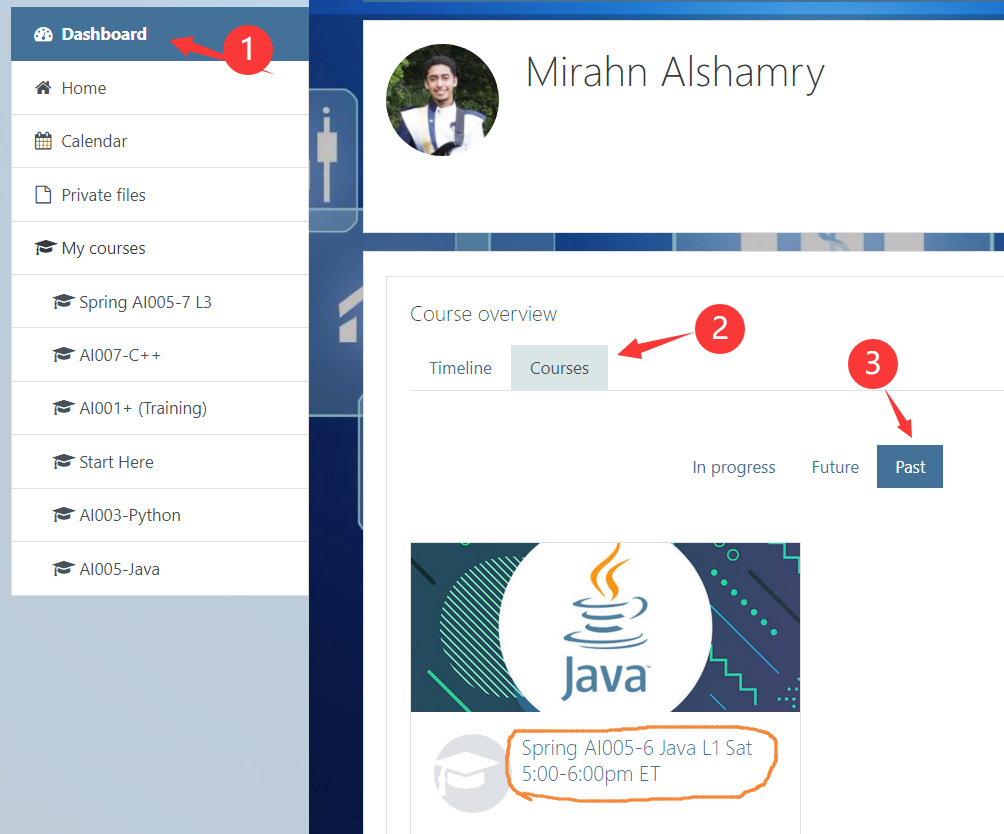 Dashboard
1
Home
Calendar
Private files
My courses
Spring AI005-7 L3
AI007-C++
AI001+ (Training)
Start Here
AI003-Python
AI005-Java
Mirahn Alshamry
Course overview
2
Timeline
Courses
3
In progress
Future
Past
Java™
Spring AI005-6 Java L1 Sat
5:00-6:00pm ET